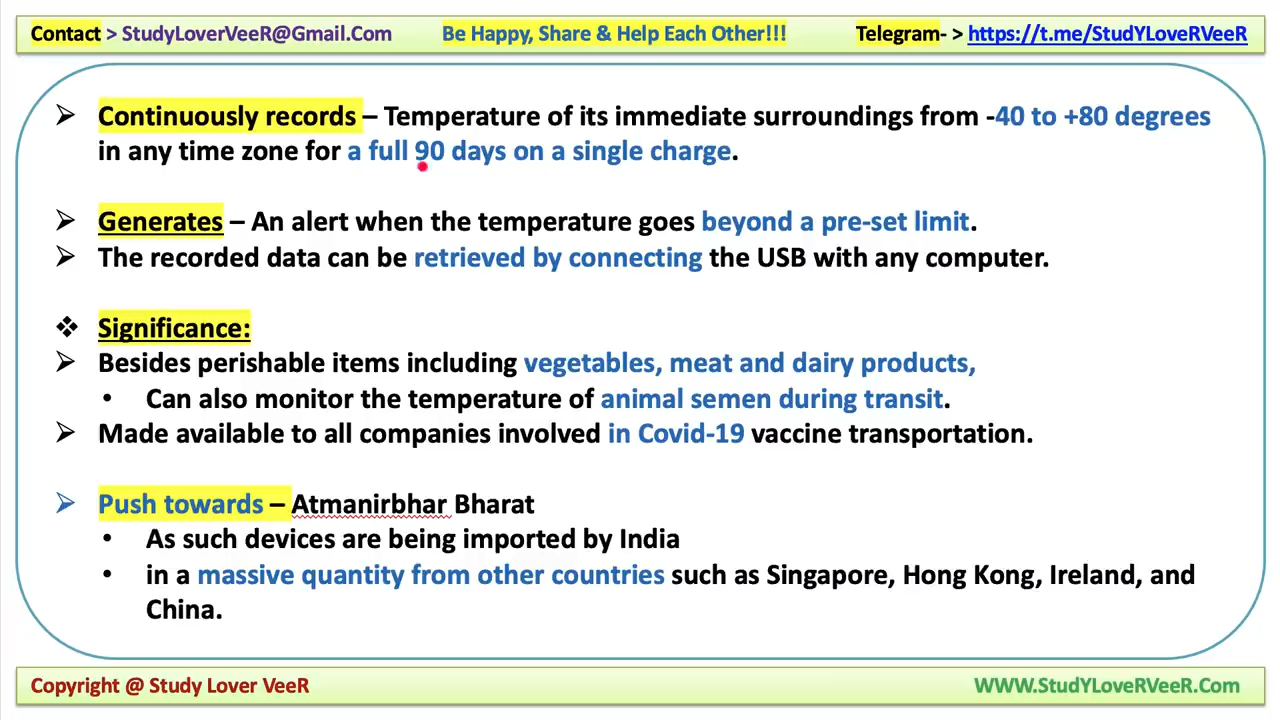 Contact > StudyLoverVeeR@Gmail.Com Be Happy, Share & Help Each Other!!! Telegram- > https://t.me/StudYLoveRVeeR
➢ Continuously records – Temperature of its immediate surroundings from -40 to +80 degrees
in any time zone for a full 90 days on a single charge.
➢ Generates – An alert when the temperature goes beyond a pre-set limit.
➢ The recorded data can be retrieved by connecting the USB with any computer.
❖ Significance:
➢ Besides perishable items including vegetables, meat and dairy products,
• Can also monitor the temperature of animal semen during transit.
➢ Made available to all companies involved in Covid-19 vaccine transportation.
➢ Push towards – Atmanirbhar Bharat
• As such devices are being imported by India
• in a massive quantity from other countries such as Singapore, Hong Kong, Ireland, and
China.
Copyright @ Study Lover VeeR WWW.StudYLoveRVeeR.Com